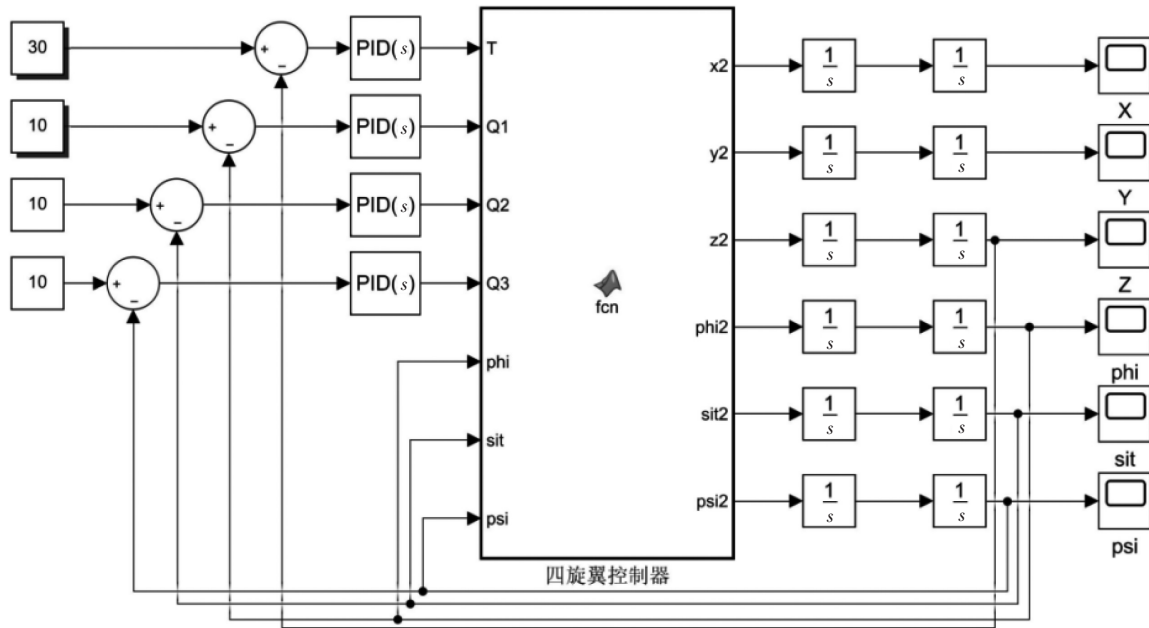 30
+
−
PID(s)
T
10
+
−
PID(s)
Q1
10
+
−
PID(s)
Q2
10
+
−
PID(s)
Q3
phi
sit
psi
fcn
四旋翼控制器
x2
1
s
1
s
X
y2
1
s
1
s
Y
z2
1
s
1
s
Z
phi2
1
s
1
s
phi
sit2
1
s
1
s
sit
psi2
1
s
1
s
psi